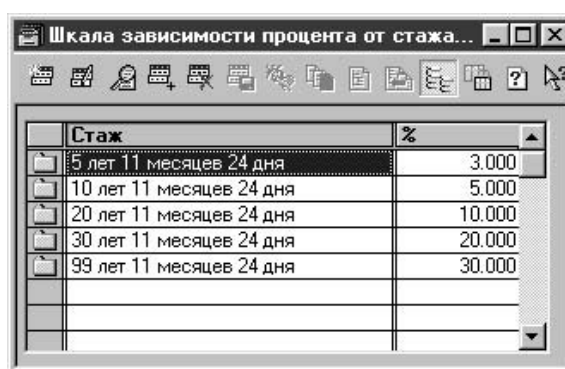 Шкала зависимости процента от стажа...
Стаж %
5 лет 11 месяцев 24 дня 3.000
10 лет 11 месяцев 24 дня 5.000
20 лет 11 месяцев 24 дня 10.000
30 лет 11 месяцев 24 дня 20.000
99 лет 11 месяцев 24 дня 30.000